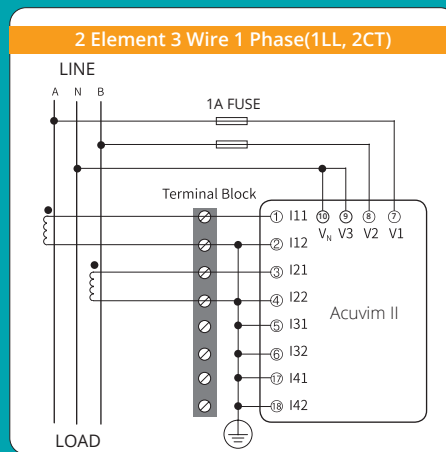 2 Element 3 Wire 1 Phase(1LL, 2CT)
LINE
A N B
1A FUSE
Terminal Block
10 9 8 7
VN V3 V2 V1
1 I11
2 I12
3 I21
4 I22
5 I31
6 I32
17 I41
18 I42
Acuvim II
LOAD